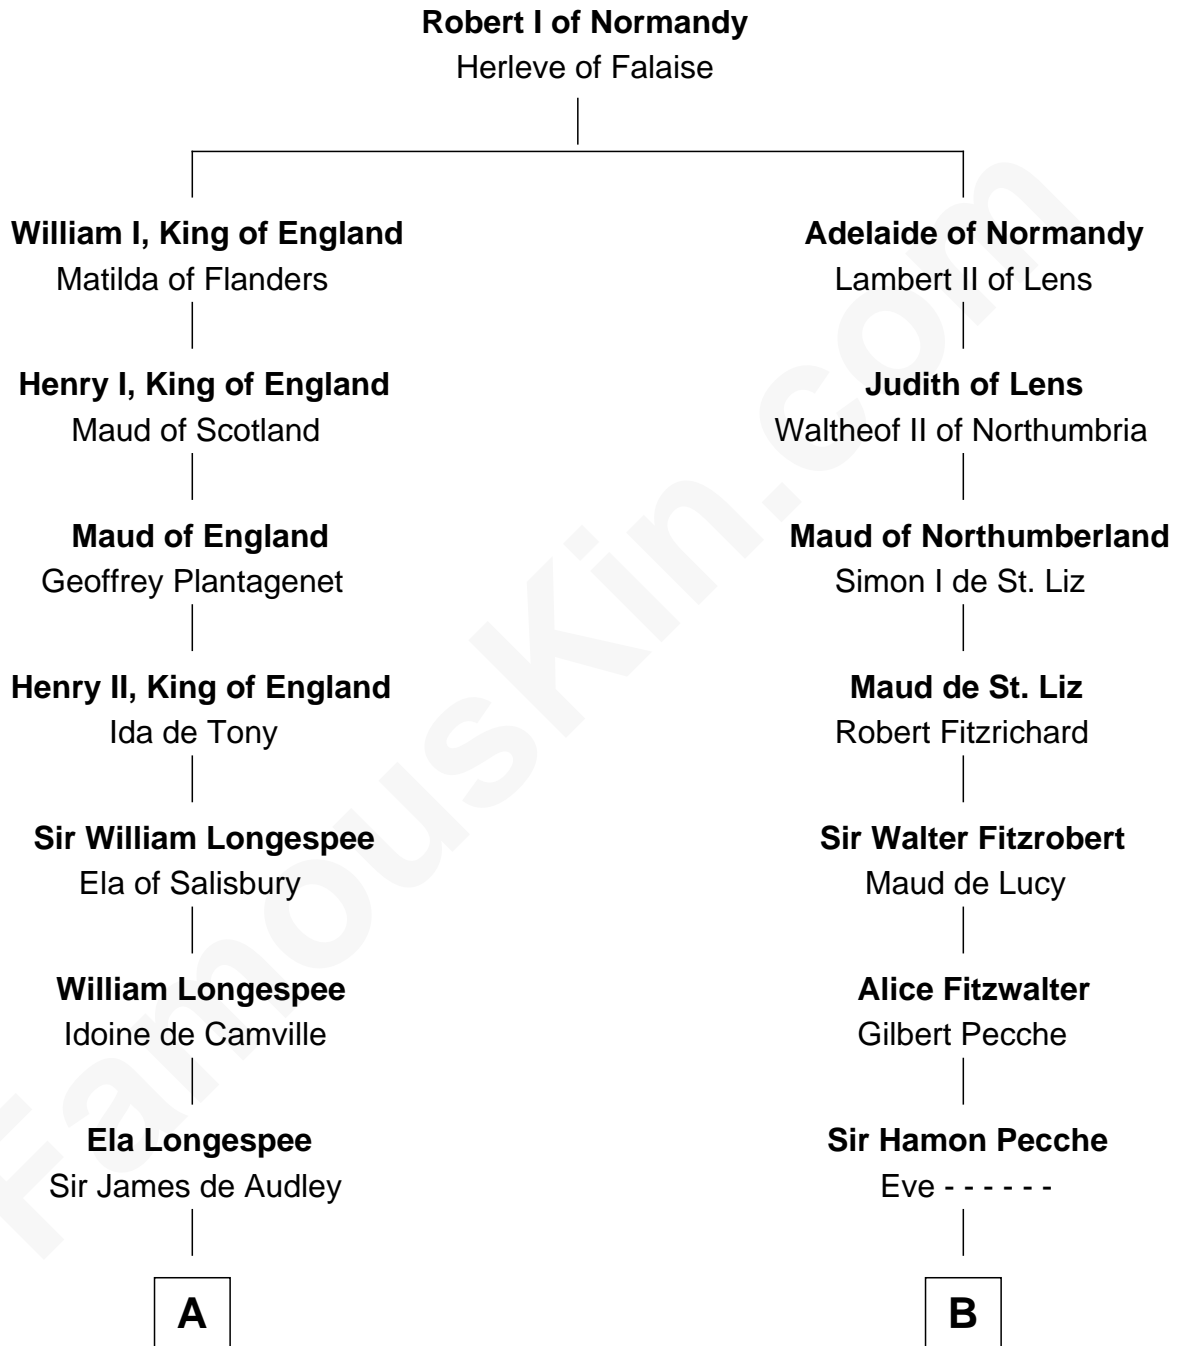 Robert I of Normandy
Herleve of Falaise
William I, King of England
Matilda of Flanders
Adelaide of Normandy
Lambert II of Lens
Henry I, King of England
Maud of Scotland
Judith of Lens
Waltheof II of Northumbria
Maud of England
Geoffrey Plantagenet
Maud of Northumberland
Simon I de St. Liz
Henry II, King of England
Ida de Tony
Maud de St. Liz
Robert Fitzrichard
Sir William Longespee
Ela of Salisbury
Sir Walter Fitzrobert
Maud de Lucy
William Longespee
Idoine de Camville
Alice Fitzwalter
Gilbert Pecche
Ela Longespee
Sir James de Audley
Sir Hamon Pecche
Eve - - - - - -
A
B
FamousKin.com